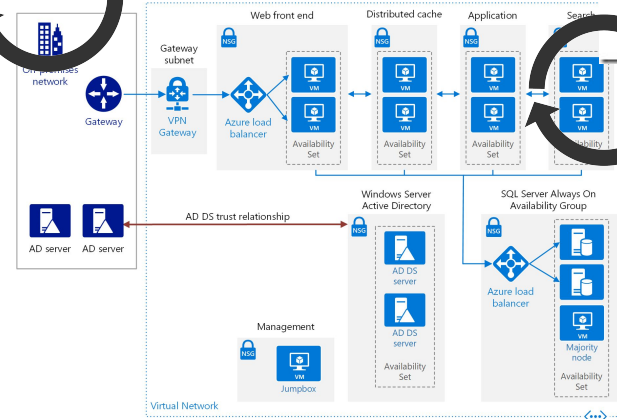 Web front end
Distributed cache
Application
Search
NSG
NSG
NSG
On-premises
network
Gateway
subnet
Gateway
VPN
Gateway
Azure load
balancer
VM
VM
VM
VM
VM
VM
VM
VM
Availability
Set
Availability
Set
Availability
Set
Availability
Set
Windows Server
Active Directory
SQL Server Always On
Availability Group
AD DS trust relationship
NSG
NSG
AD server
AD server
AD DS
server
AD DS
server
Azure load
balancer
VM
Majority
node
Availability
Set
Availability
Set
Management
NSG
VM
Jumpbox
Virtual Network